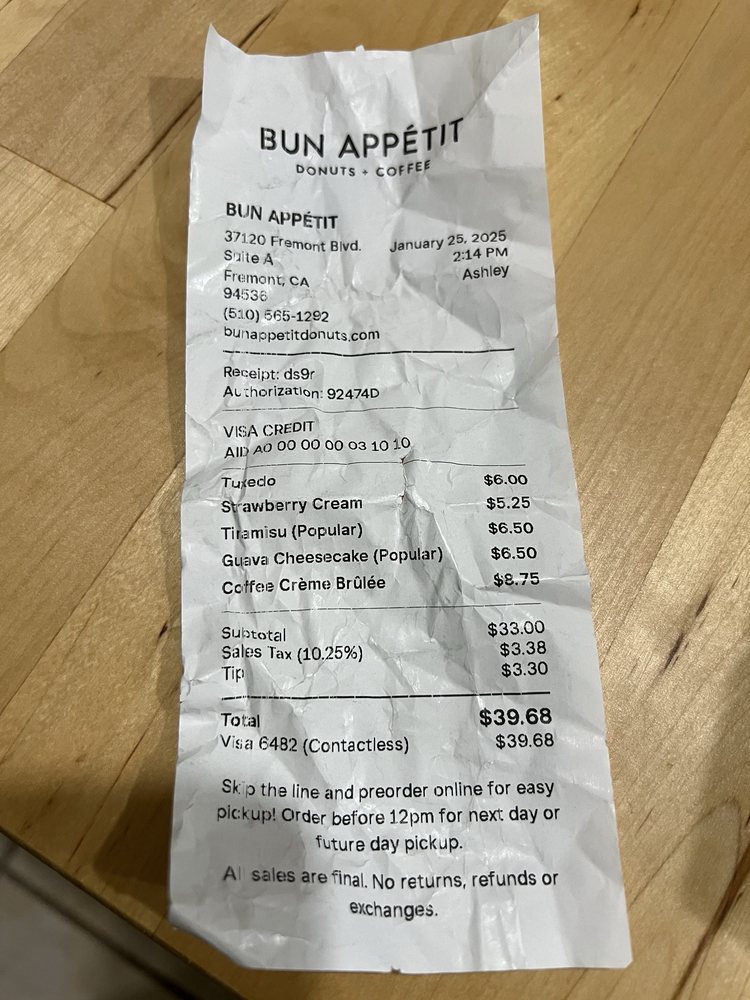 BUN APPÉTIT
DONUTS + COFFEE
BUN APPÉTIT
37120 Fremont Blvd. January 25, 2025
Suite A 2:14 PM
Fremont, CA Ashley
94536
(510) 565-1292
bunappetitdonuts.com
Receipt: ds9r
Authorization: 92474D
VISA CREDIT
AID A0 00 00 00 03 10 10
Tuxedo $6.00
Strawberry Cream $5.25
Tiramisu (Popular) $6.50
Guava Cheesecake (Popular) $6.50
Coffee Crème Brûlée $8.75
Subtotal $33.00
Sales Tax (10.25%) $3.38
Tip $3.30
Total $39.68
Visa 6482 (Contactless) $39.68
Skip the line and preorder online for easy
pickup! Order before 12pm for next day or
future day pickup.
All sales are final. No returns, refunds or
exchanges.